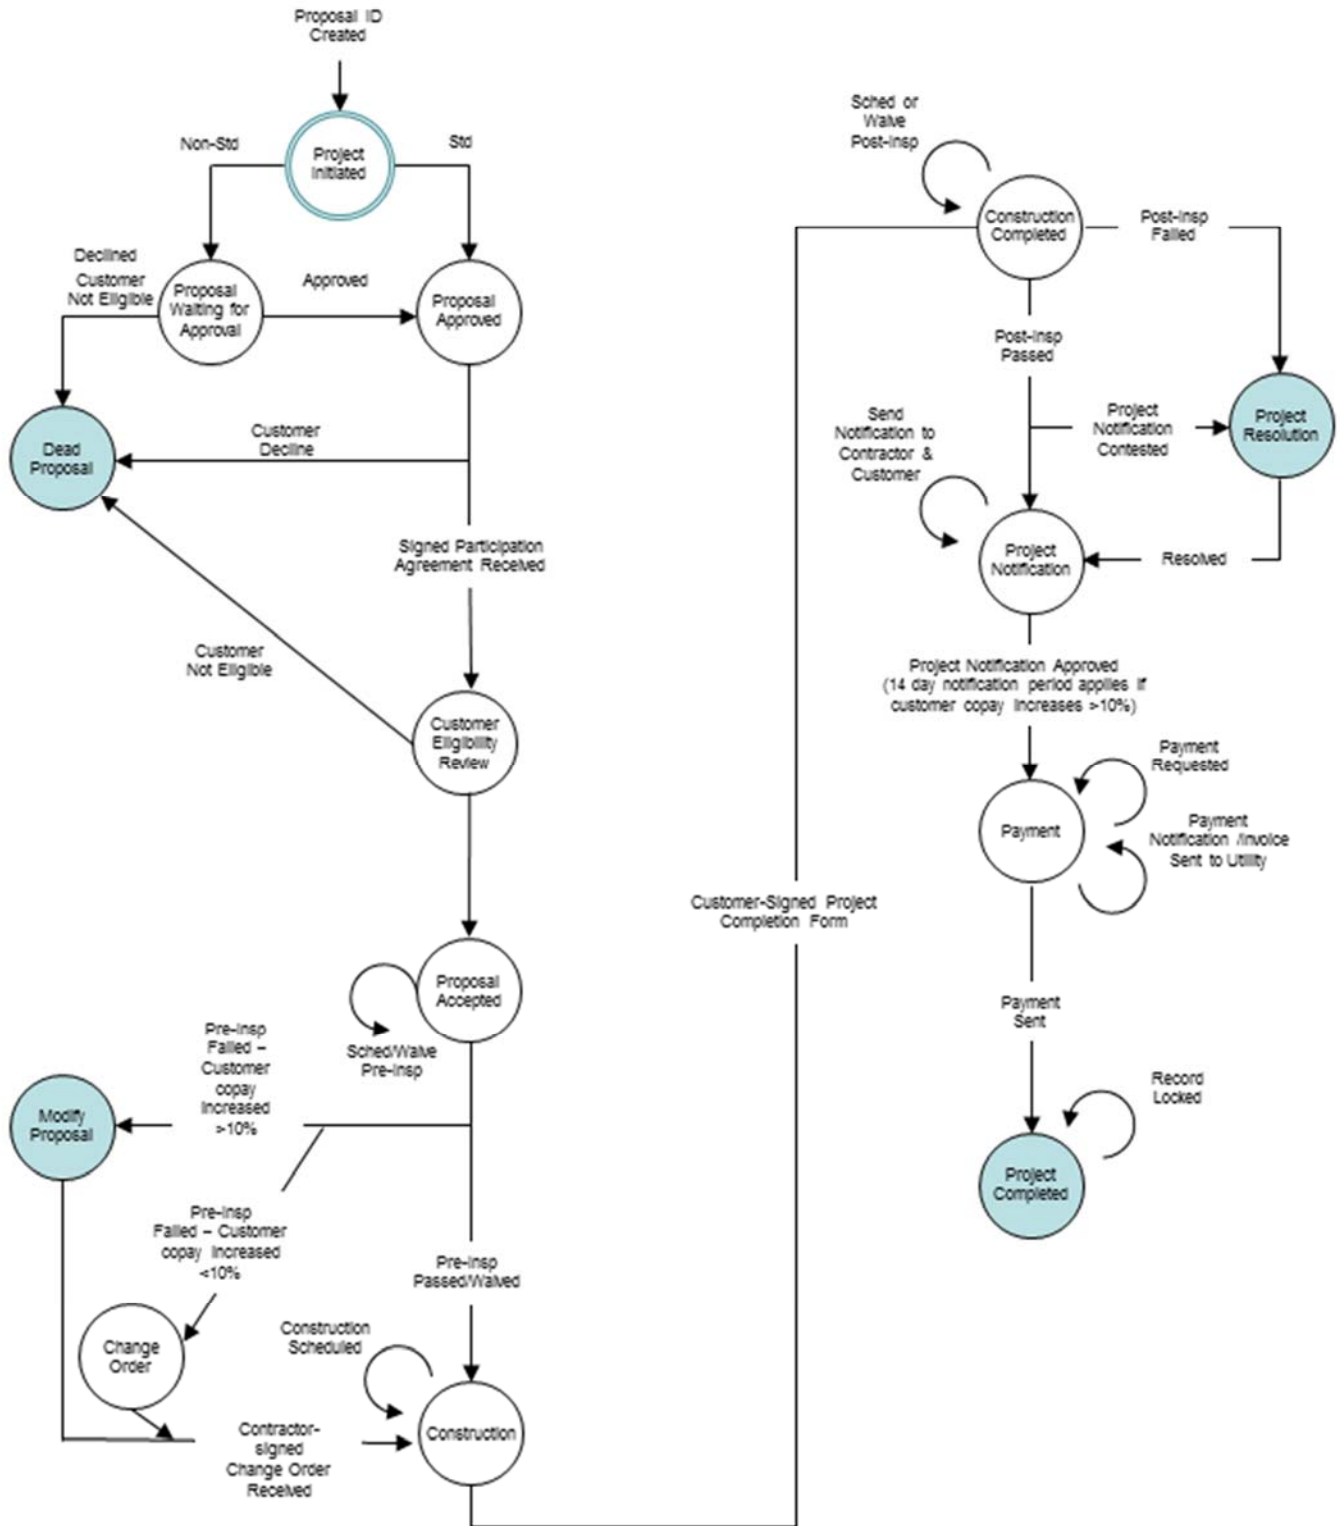 Proposal ID
Created
Non-Std
Std
Project
Initiated
Declined
Customer
Not Eligible
Proposal
Waiting for
Approval
Approved
Proposal
Approved
Dead
Proposal
Customer
Decline
Signed Participation
Agreement Received
Customer
Not Eligible
Customer
Eligibility
Review
Proposal
Accepted
Sched/Waive
Pre-Insp
Pre-Insp
Failed –
Customer
copay
Increased
>10%
Modify
Proposal
Pre-Insp
Failed – Customer
copay Increased
<10%
Pre-Insp
Passed/Waived
Change
Order
Construction
Scheduled
Contractor-
signed
Change Order
Received
Construction
Customer-Signed Project
Completion Form
Sched or
Waive
Post-Insp
Construction
Completed
Post-Insp
Failed
Post-Insp
Passed
Send
Notification to
Contractor &
Customer
Project
Notification
Contested
Project
Resolution
Project
Notification
Resolved
Project Notification Approved
(14 day notification period applies if
customer copay Increases >10%)
Payment
Requested
Payment
Payment
Notification /Invoice
Sent to Utility
Payment
Sent
Record
Locked
Project
Completed